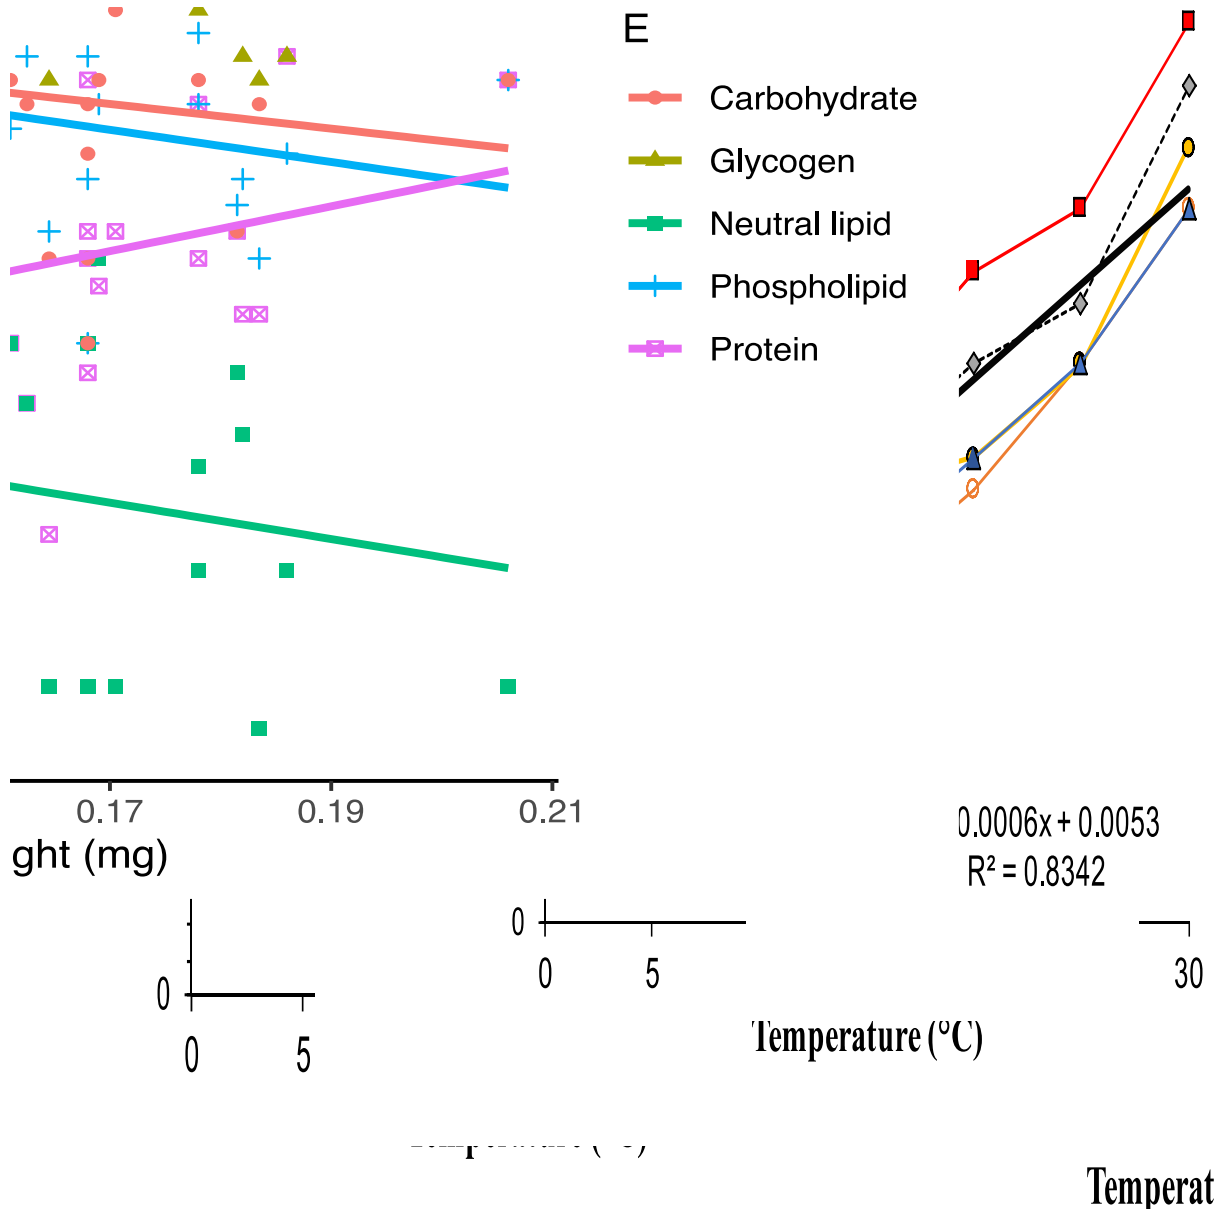 E
Carbohydrate
Glycogen
Neutral lipid
Phospholipid
Protein
0.17 0.19 0.21
ght (mg)
0.0006x + 0.0053
R² = 0.8342
0
0 5 30
0
0 5
Temperature (°C)
Temperat